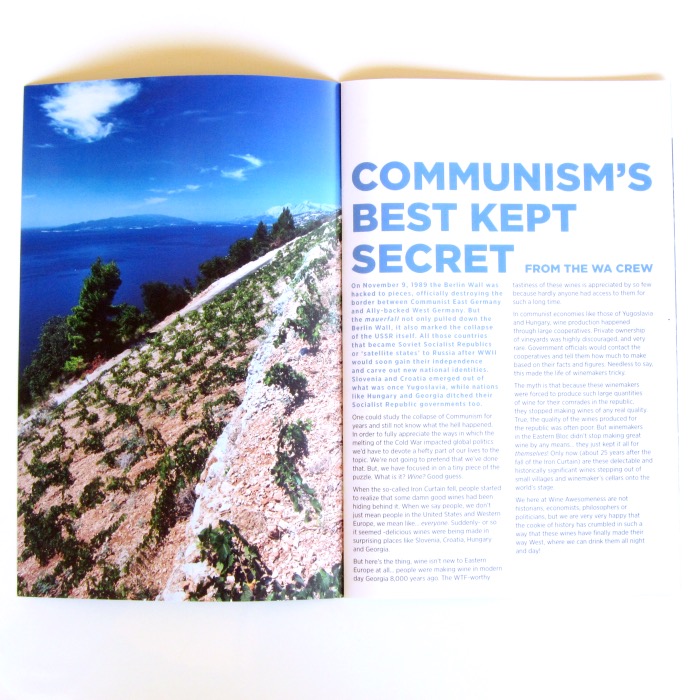 COMMUNISM'S
BEST KEPT
SECRET FROM THE WA CREW
On November 9, 1989 the Berlin Wall was
hacked to pieces, officially destroying the
border between Communist East Germany
and Ally-backed West Germany. But
the mauerfall not only pulled down the
Berlin Wall, it also marked the collapse
of the USSR itself. All those countries
that became Soviet Socialist Republics
or 'satellite states' to Russia after WWII
would soon gain their independence
and carve out new national identities.
Slovenia and Croatia emerged out of
what was once Yugoslavia, while nations
like Hungary and Georgia ditched their
Socialist Republic governments too.
One could study the collapse of Communism for
years and still not know what the hell happened.
In order to fully appreciate the ways in which the
melting of the Cold War impacted global politics
we'd have to devote a hefty part of our lives to the
topic. We're not going to pretend that we've done
that. But, we have focused in on a tiny piece of the
puzzle. What is it? Wine? Good guess.
When the so-called Iron Curtain fell, people started
to realize that some damn good wines had been
hiding behind it. When we say people, we don't
just mean people in the United States and Western
Europe, we mean like... everyone. Suddenly–or so
it seemed –delicious wines were being made in
surprising places like Slovenia, Croatia, Hungary
and Georgia.
But here's the thing, wine isn't new to Eastern
Europe at all... people were making wine in modern
day Georgia 8,000 years ago. The WTF-worthy
fastiness of these wines is appreciated by so few
because hardly anyone had access to them for
such a long time.
In communist economies like those of Yugoslavia
and Hungary, wine production happened
through large cooperatives. Private ownership
of vineyards was highly discouraged, and very
rare. Government officials would contact the
cooperatives and tell them how much to make
based on their facts and figures. Needless to say,
this made the life of winemakers tricky.
The myth is that because these winemakers
were forced to produce such large quantities
of wine for their comrades in the republic,
they stopped making wines of any real quality.
True, the quality of the wines produced for
the republic was often poor. But winemakers
in the Eastern Bloc didn't stop making great
wine by any means... they just kept it all for
themselves! Only now (about 25 years after the
fall of the Iron Curtain) are these delectable and
historically significant wines stepping out of
small villages and winemaker's cellars onto the
world's stage.
We here at Wine Awesomeness are not
historians, economists, philosophers or
politicians, but we are very very happy that
the cookie of history has crumbled in such a
way that these wines have finally made their
way West, where we can drink them all night
and day!